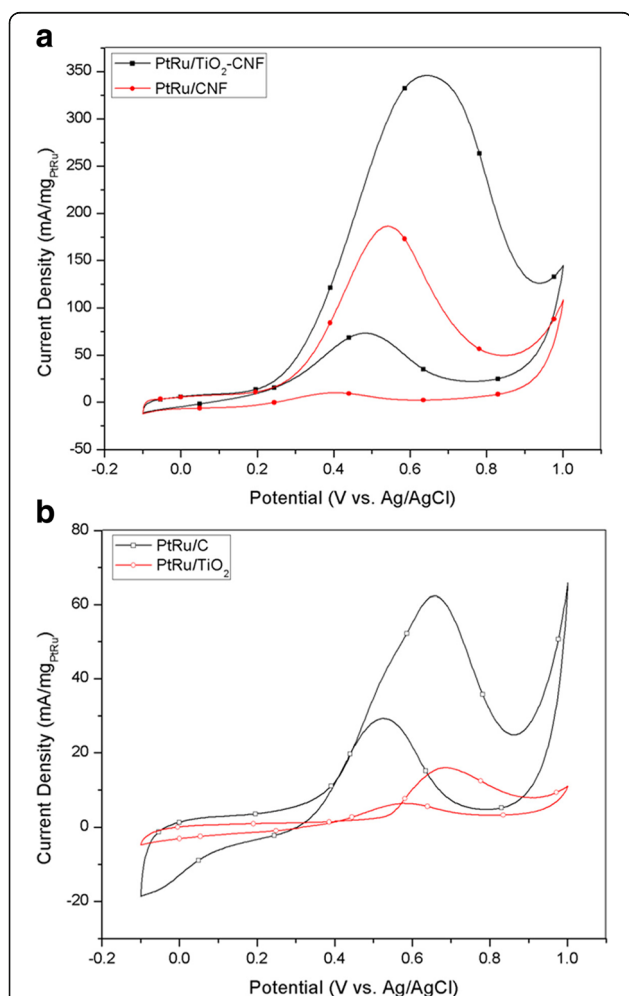 a
PtRu/TiO₂-CNF
PtRu/CNF
350
300
250
200
150
100
50
0
-50
Current Density (mA/mg_PtRu)
-0.2 0.0 0.2 0.4 0.6 0.8 1.0
Potential (V vs. Ag/AgCl)
b
PtRu/C
PtRu/TiO₂
80
60
40
20
0
-20
Current Density (mA/mg_PtRu)
-0.2 0.0 0.2 0.4 0.6 0.8 1.0
Potential (V vs. Ag/AgCl)